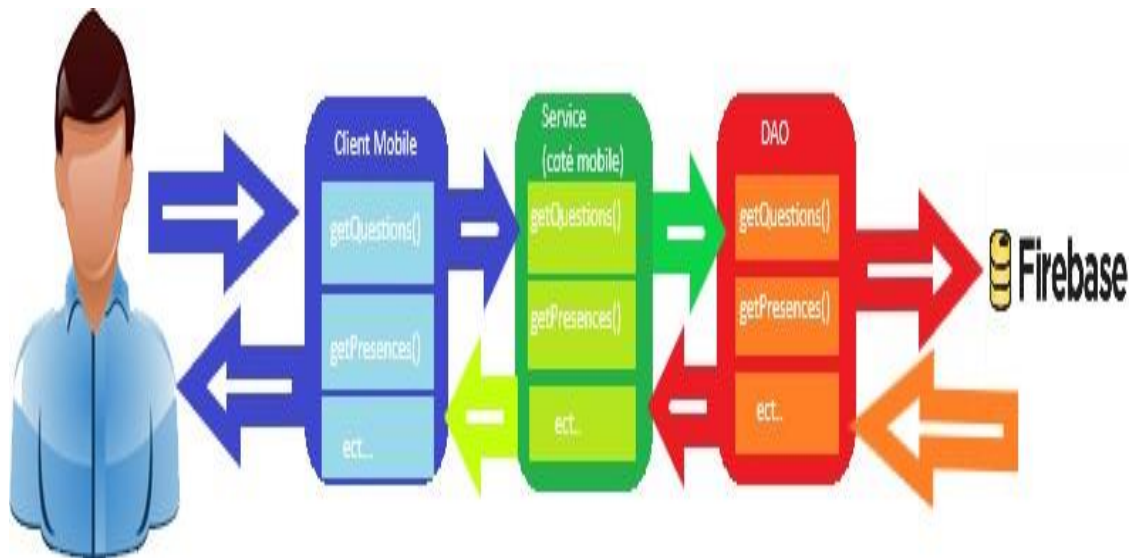 Client Mobile
getQuestions()
getPresences()
ect...
Service
(coté mobile)
getQuestions()
getPresences()
ect..
DAO
getQuestions()
getPresences()
ect..
Firebase